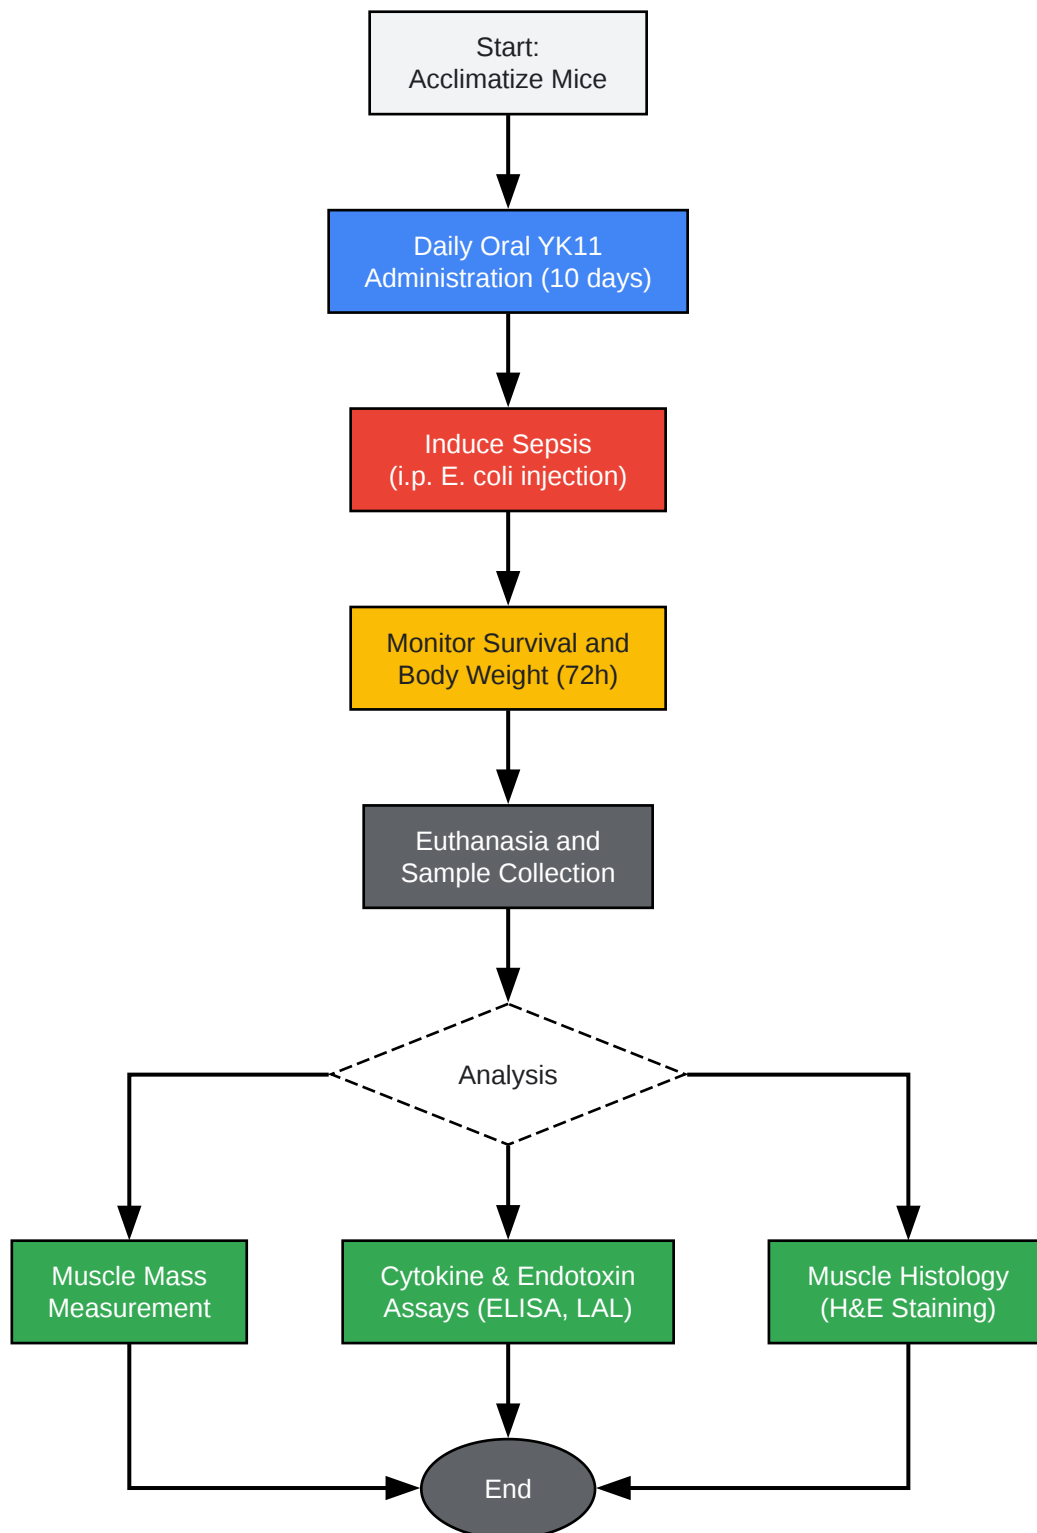 Start:
Acclimatize Mice
Daily Oral YK11
Administration (10 days)
Induce Sepsis
(i.p. E. coli injection)
Monitor Survival and
Body Weight (72h)
Euthanasia and
Sample Collection
Analysis
Muscle Mass
Measurement
Cytokine & Endotoxin
Assays (ELISA, LAL)
Muscle Histology
(H&E Staining)
End